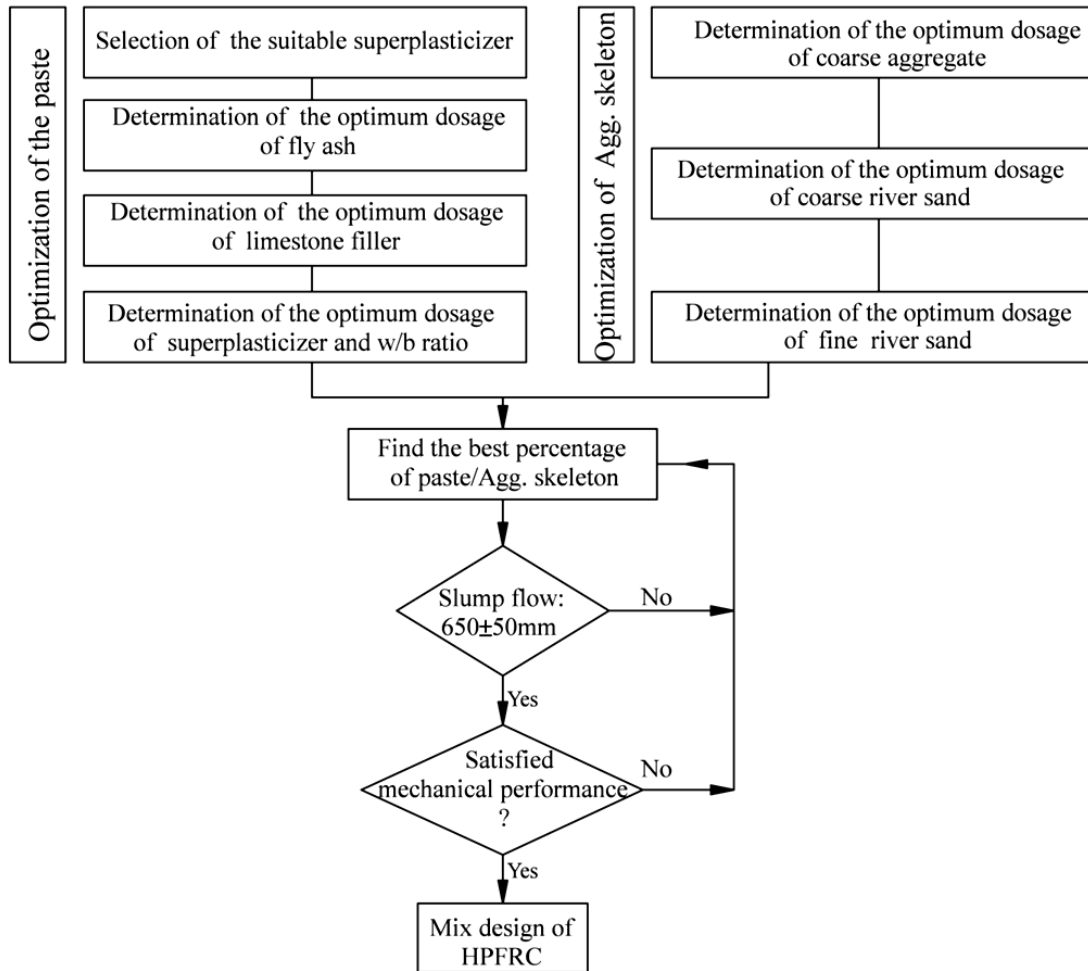 Optimization of the paste
Selection of the suitable superplasticizer
Determination of the optimum dosage
of fly ash
Determination of the optimum dosage
of limestone filler
Determination of the optimum dosage
of superplasticizer and w/b ratio
Optimization of Agg. skeleton
Determination of the optimum dosage
of coarse aggregate
Determination of the optimum dosage
of coarse river sand
Determination of the optimum dosage
of fine river sand
Find the best percentage
of paste/Agg. skeleton
Slump flow:
650±50mm
No
Yes
Satisfied
mechanical performance
?
No
Yes
Mix design of
HPFRC